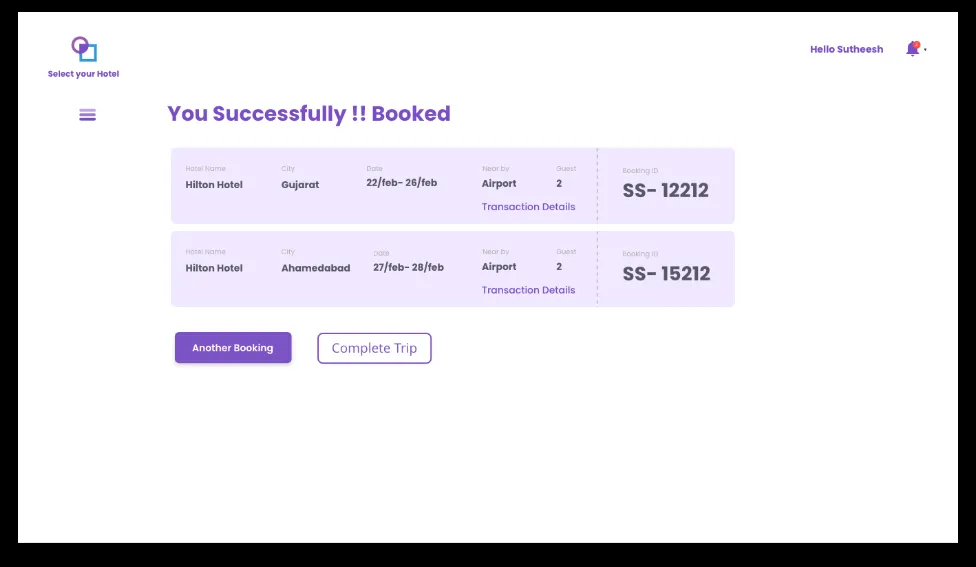 Hello Sutheesh
Select your Hotel
You Successfully !! Booked
Hotel Name City Date Near by Guest Booking ID
Hilton Hotel Gujarat 22/feb- 26/feb Airport 2 SS- 12212
Transaction Details
Hotel Name City Date Near by Guest Booking ID
Hilton Hotel Ahamedabad 27/feb- 28/feb Airport 2 SS- 15212
Transaction Details
Another Booking Complete Trip